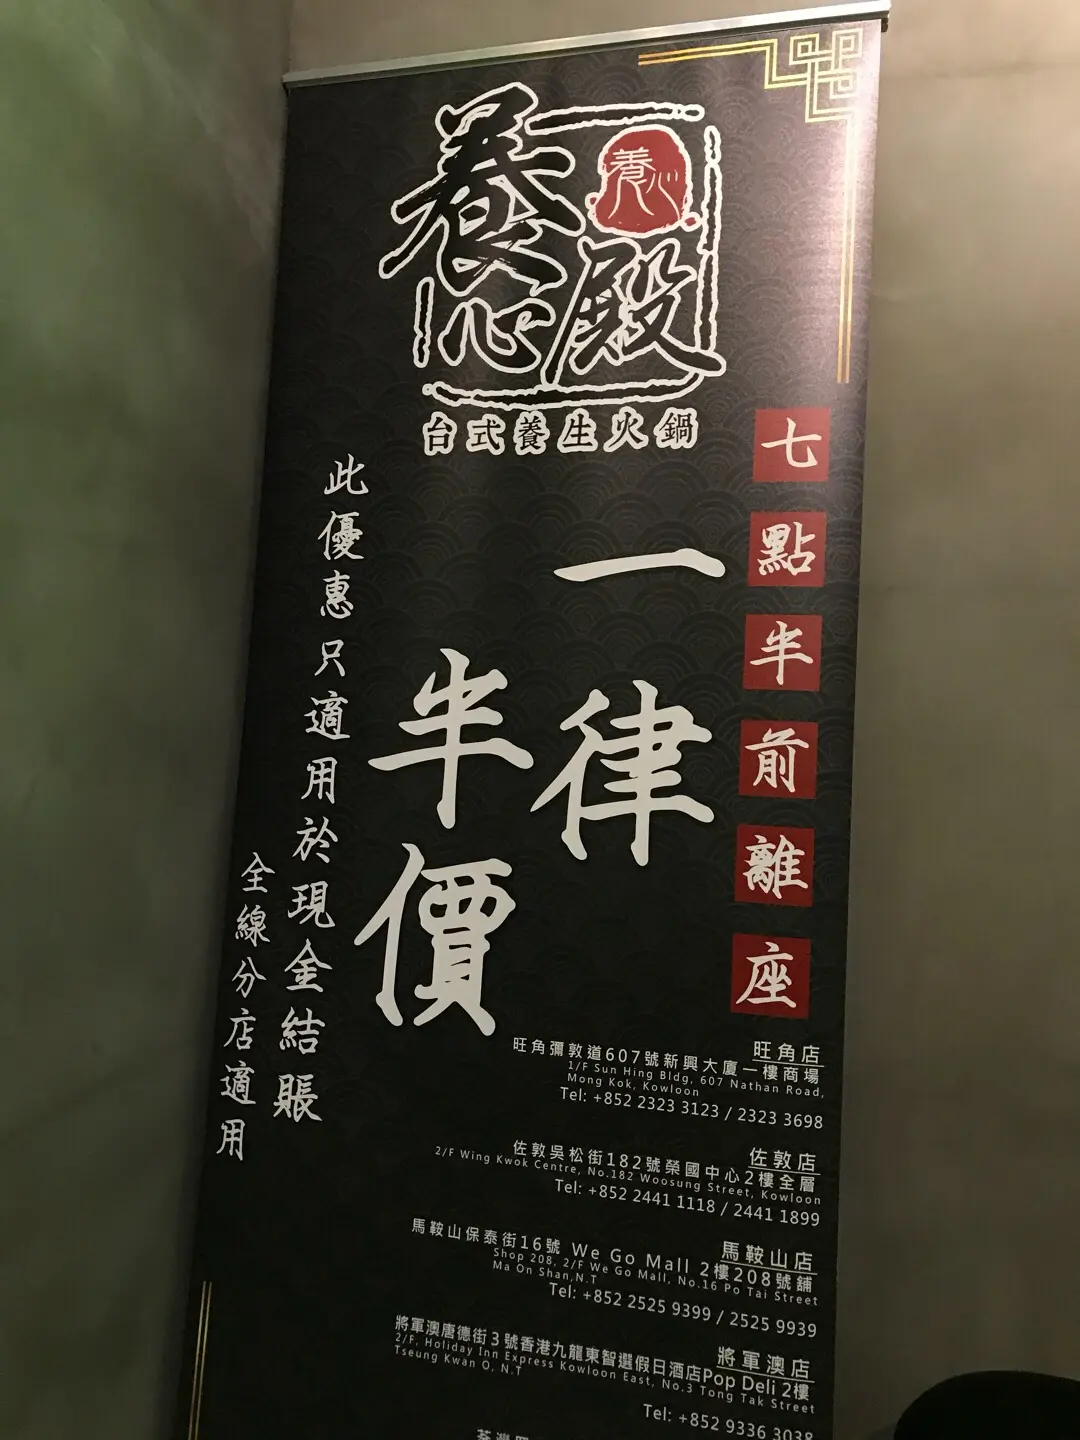 養心殿
養心
台式養生火鍋
七點半前離座
一律
半價
此優惠只適用於現金結賬
全線分店適用
旺角店
旺角彌敦道607號新興大廈一樓商場
1/F Sun Hing Bldg, 607 Nathan Road,
Mong Kok, Kowloon
Tel: +852 2323 3123 / 2323 3698
佐敦店
佐敦吳松街182號榮國中心2樓全層
2/F Wing Kwok Centre, No.182 Woosung Street, Kowloon
Tel: +852 2441 1118 / 2441 1899
馬鞍山店
馬鞍山保泰街16號 We Go Mall 2樓208號舖
Shop 208, 2/F We Go Mall, No.16 Po Tai Street
Ma On Shan,N.T
Tel: +852 2525 9399 / 2525 9939
將軍澳店
將軍澳唐德街3號香港九龍東智選假日酒店Pop Deli 2樓
2/F, Holiday Inn Express Kowloon East, No.3 Tong Tak Street
Tseung Kwan O, N.T
Tel: +852 9336 3038